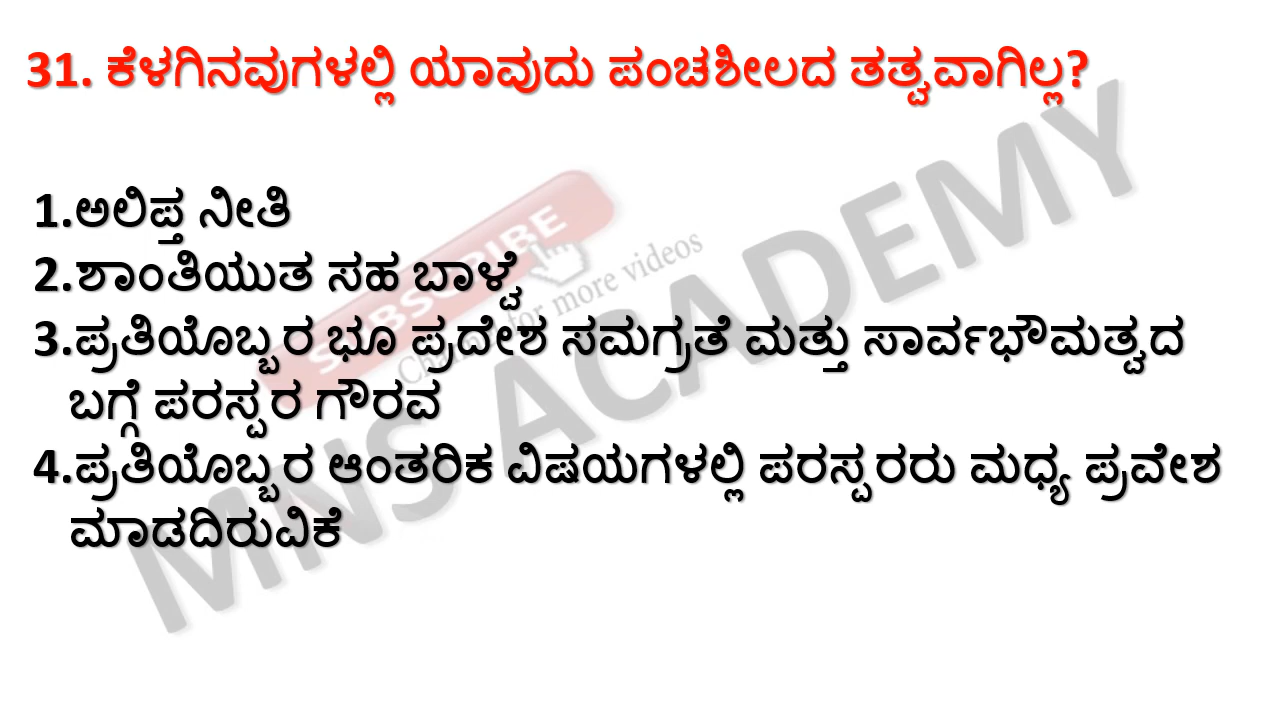 31. ಕೆಳಗಿನವುಗಳಲ್ಲಿ ಯಾವುದು ಪಂಚಶೀಲದ ತತ್ವವಾಗಿಲ್ಲ?
1.ಅಲಿಪ್ತ ನೀತಿ
2.ಶಾಂತಿಯುತ ಸಹ ಬಾಳ್ವೆ
3.ಪ್ರತಿಯೊಬ್ಬರ ಭೂ ಪ್ರದೇಶ ಸಮಗ್ರತೆ ಮತ್ತು ಸಾರ್ವಭೌಮತ್ವದ
ಬಗ್ಗೆ ಪರಸ್ಪರ ಗೌರವ
4.ಪ್ರತಿಯೊಬ್ಬರ ಆಂತರಿಕ ವಿಷಯಗಳಲ್ಲಿ ಪರಸ್ಪರರು ಮಧ್ಯ ಪ್ರವೇಶ
ಮಾಡದಿರುವಿಕೆ
SUBSCRIBE
for more videos
MNS ACADEMY